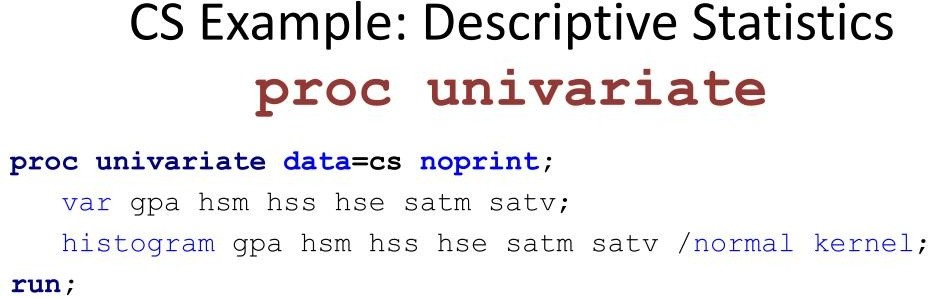 CS Example: Descriptive Statistics
proc univariate
proc univariate data=cs noprint;
var gpa hsm hss hse satm satv;
histogram gpa hsm hss hse satm satv /normal kernel;
run;